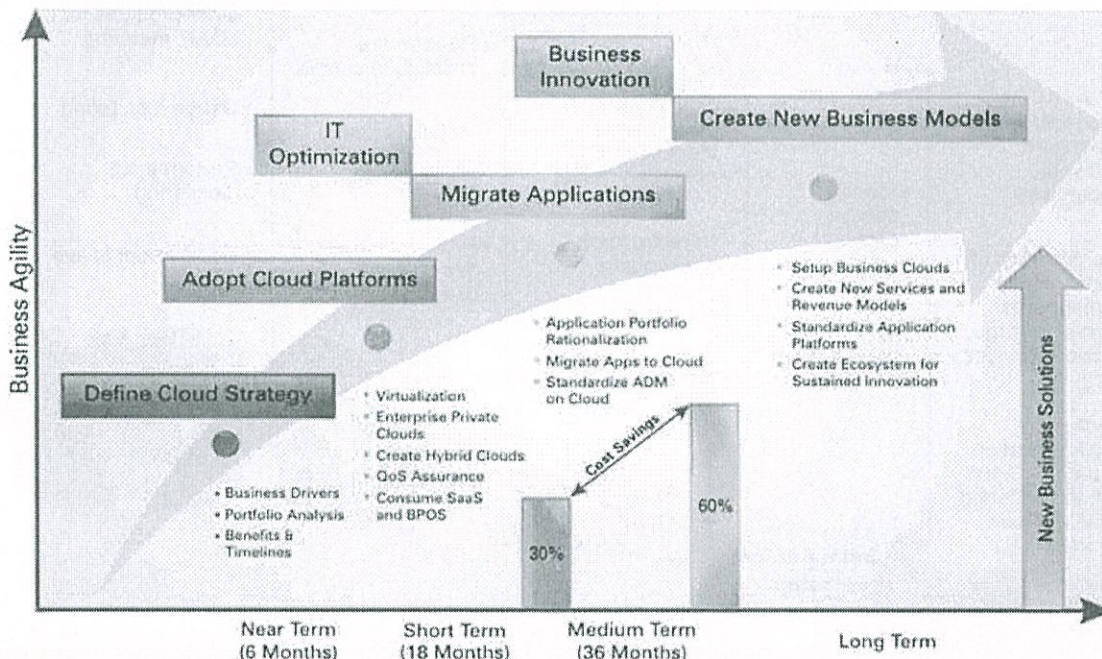 Business Agility
Business
Innovation
Create New Business Models
IT
Optimization
Migrate Applications
Adopt Cloud Platforms
Define Cloud Strategy
• Business Drivers
• Portfolio Analysis
• Benefits &
Timelines
• Virtualization
• Enterprise Private
Clouds
• Create Hybrid Clouds
• QoS Assurance
• Consume SaaS
and BPOS
• Application Portfolio
Rationalization
• Migrate Apps to Cloud
• Standardize ADM
on Cloud
• Setup Business Clouds
• Create New Services and
Revenue Models
• Standardize Application
Platforms
• Create Ecosystem for
Sustained Innovation
30%
Cost Savings
60%
New Business Solutions
Near Term
(6 Months)
Short Term
(18 Months)
Medium Term
(36 Months)
Long Term